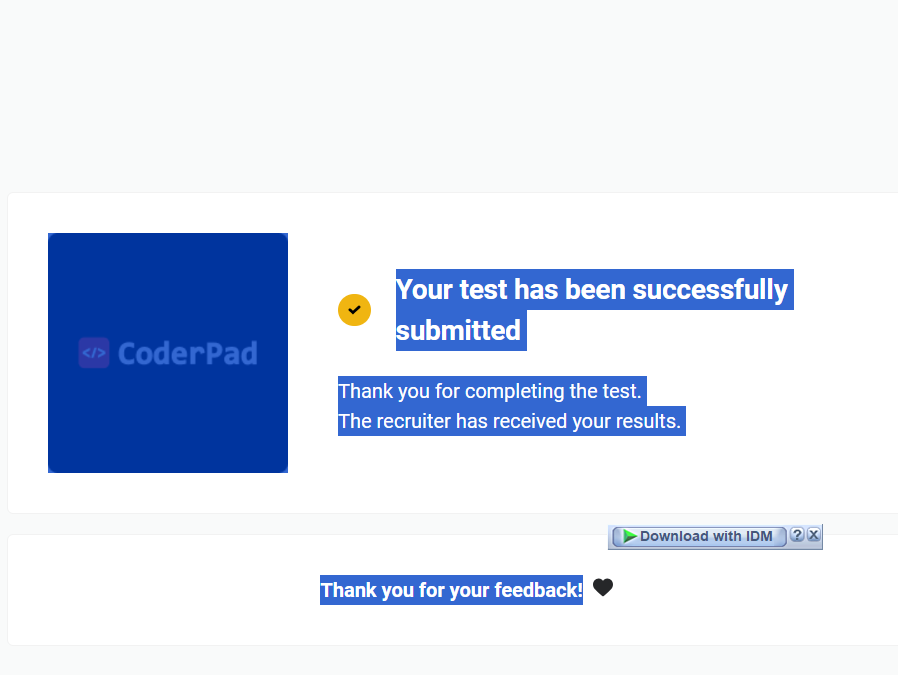 Your test has been successfully
submitted
</> CoderPad
Thank you for completing the test.
The recruiter has received your results.
Download with IDM ? X
Thank you for your feedback!